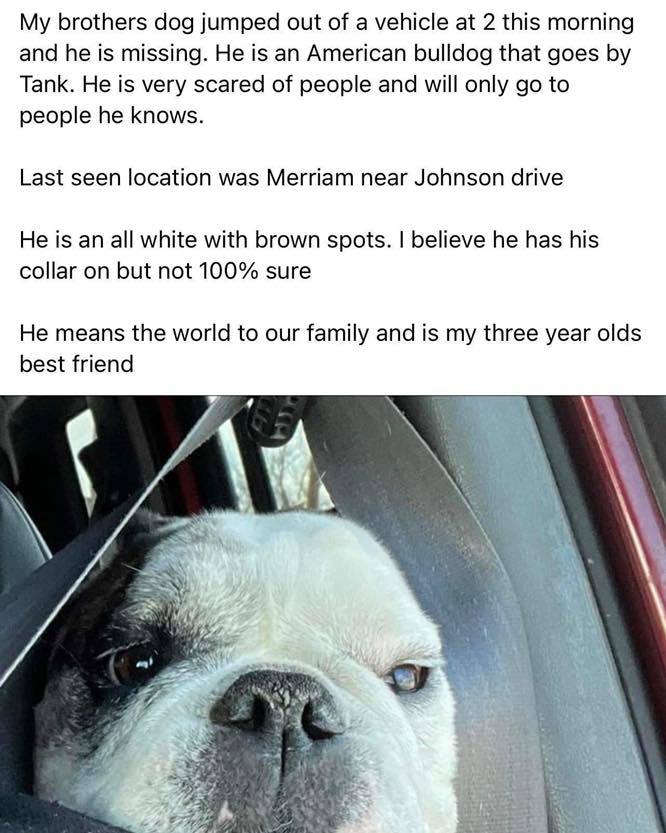 My brothers dog jumped out of a vehicle at 2 this morning
and he is missing. He is an American bulldog that goes by
Tank. He is very scared of people and will only go to
people he knows.
Last seen location was Merriam near Johnson drive
He is an all white with brown spots. I believe he has his
collar on but not 100% sure
He means the world to our family and is my three year olds
best friend